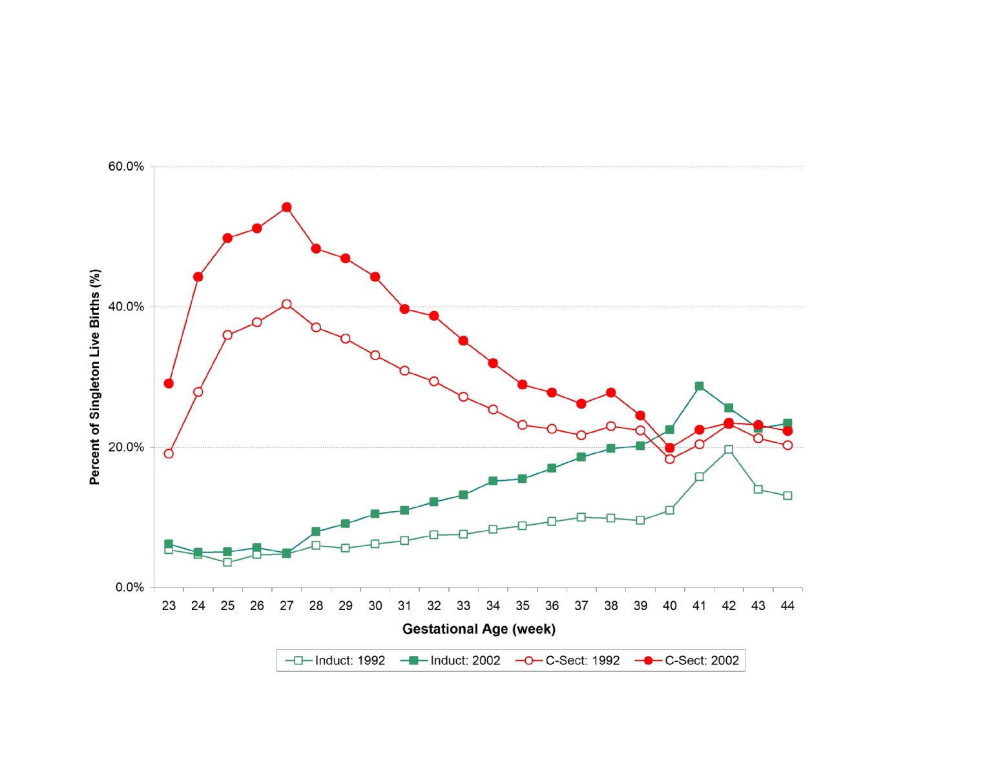 60.0%
40.0%
20.0%
0.0%
Percent of Singleton Live Births (%)
23 24 25 26 27 28 29 30 31 32 33 34 35 36 37 38 39 40 41 42 43 44
Gestational Age (week)
Induct: 1992 Induct: 2002 C-Sect: 1992 C-Sect: 2002